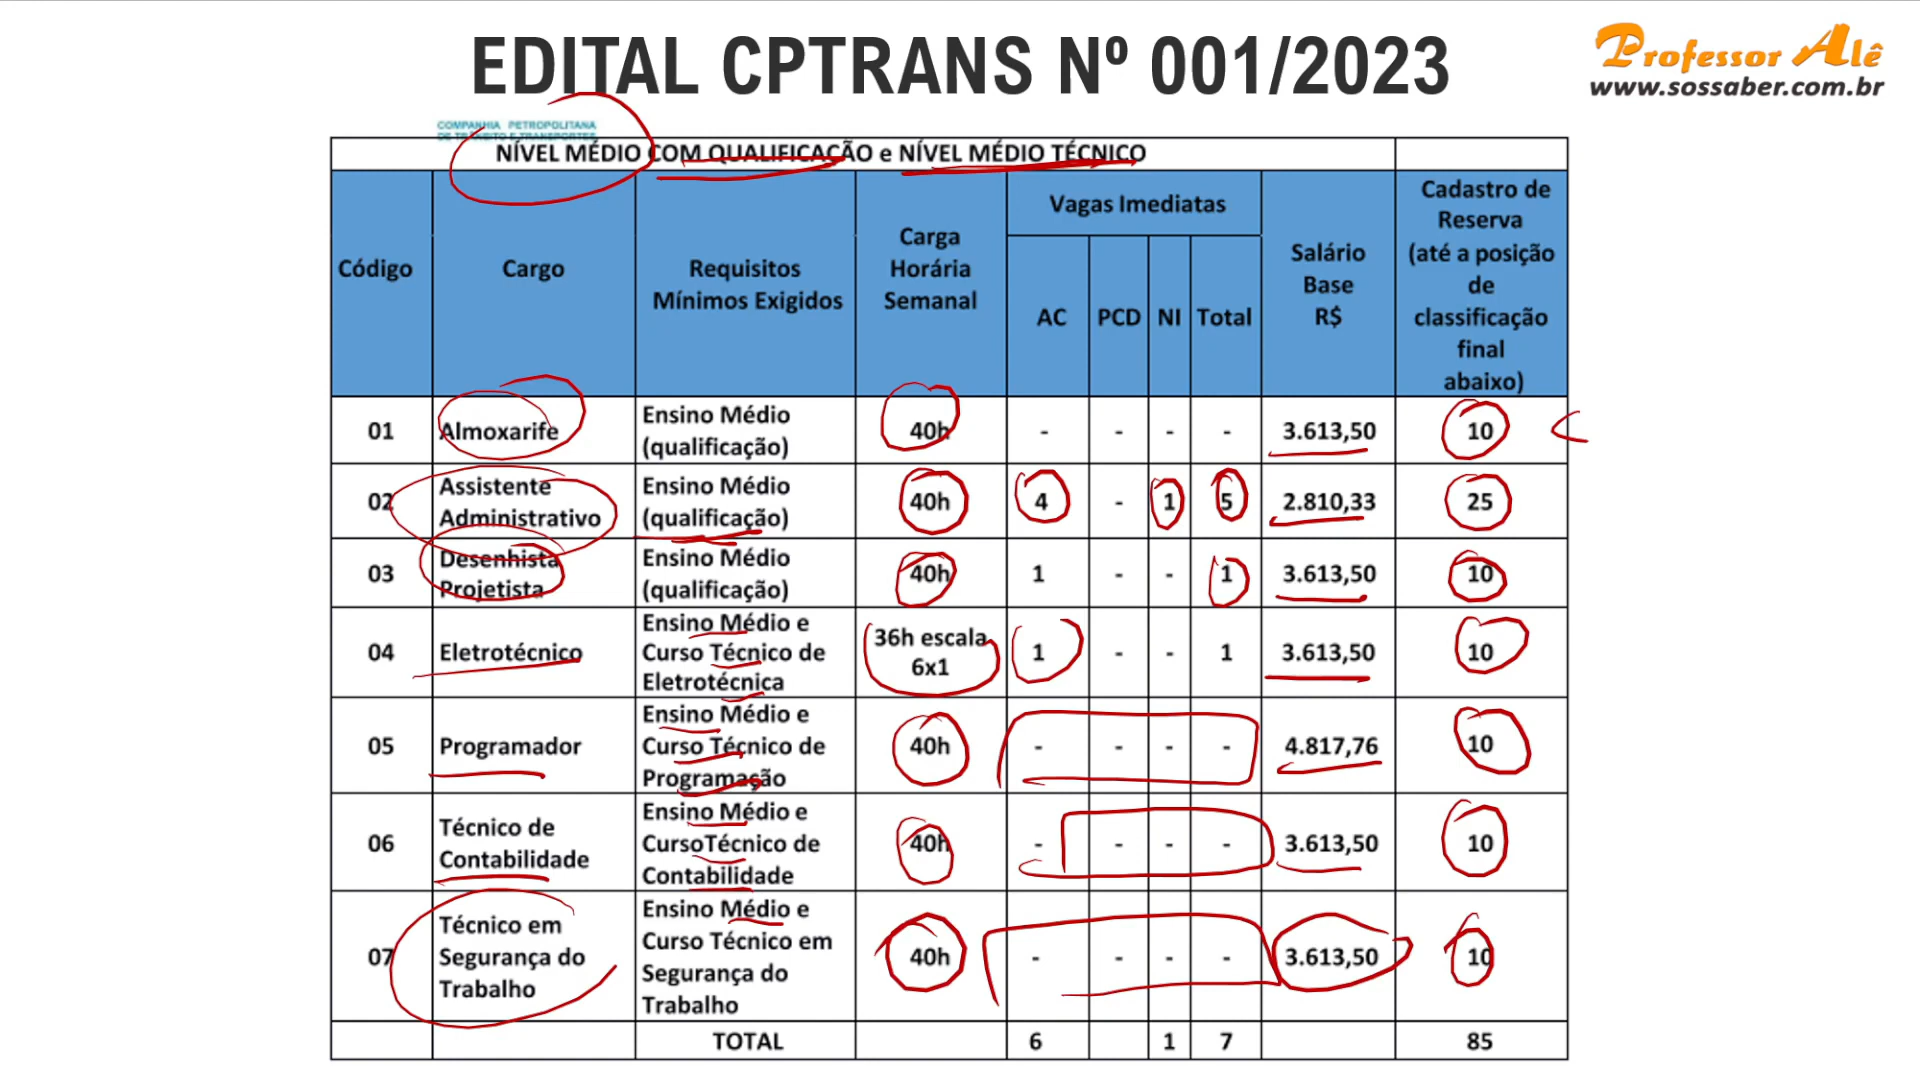 EDITAL CPTRANS Nº 001/2023
Professor Alê
www.sossaber.com.br
COMPANHIA PETROPOLITANA
DE TRÂNSITO E TRANSPORTES
NÍVEL MÉDIO COM QUALIFICAÇÃO e NÍVEL MÉDIO TÉCNICO
Código
Cargo
Requisitos
Mínimos Exigidos
Carga
Horária
Semanal
Vagas Imediatas
AC PCD NI Total
Salário
Base
R$
Cadastro de
Reserva
(até a posição
de
classificação
final
abaixo)
01 Almoxarife Ensino Médio
(qualificação) 40h - - - - 3.613,50 10
02 Assistente
Administrativo Ensino Médio
(qualificação) 40h 4 - 1 5 2.810,33 25
03 Desenhista
Projetista Ensino Médio
(qualificação) 40h 1 - - 1 3.613,50 10
04 Eletrotécnico Ensino Médio e
Curso Técnico de
Eletrotécnica 36h escala
6x1 1 - - 1 3.613,50 10
05 Programador Ensino Médio e
Curso Técnico de
Programação 40h - - - - 4.817,76 10
06 Técnico de
Contabilidade Ensino Médio e
CursoTécnico de
Contabilidade 40h - - - - 3.613,50 10
07 Técnico em
Segurança do
Trabalho Ensino Médio e
Curso Técnico em
Segurança do
Trabalho 40h - - - - 3.613,50 10
TOTAL 6 1 7 85